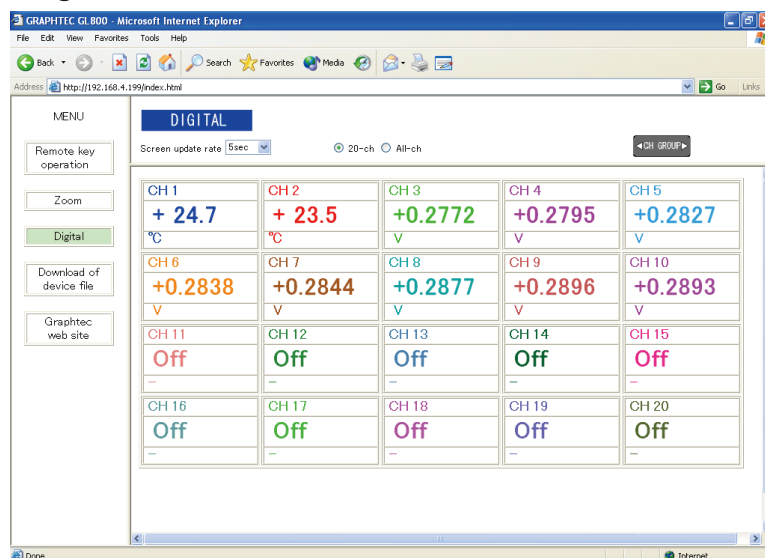 GRAPHTEC GL800 - Microsoft Internet Explorer
File Edit View Favorites Tools Help
Back Search Favorites Media
Address http://192.168.4.199/index.html Go Links
MENU
Remote key
operation
Zoom
Digital
Download of
device file
Graphtec
web site
DIGITAL
Screen update rate 5sec 20-ch All-ch ◄CH GROUP►
CH 1 CH 2 CH 3 CH 4 CH 5
+ 24.7 + 23.5 +0.2772 +0.2795 +0.2827
℃ ℃ V V V
CH 6 CH 7 CH 8 CH 9 CH 10
+0.2838 +0.2844 +0.2877 +0.2896 +0.2893
V V V V V
CH 11 CH 12 CH 13 CH 14 CH 15
Off Off Off Off Off
– – – – –
CH 16 CH 17 CH 18 CH 19 CH 20
Off Off Off Off Off
– – – – –
Done Internet